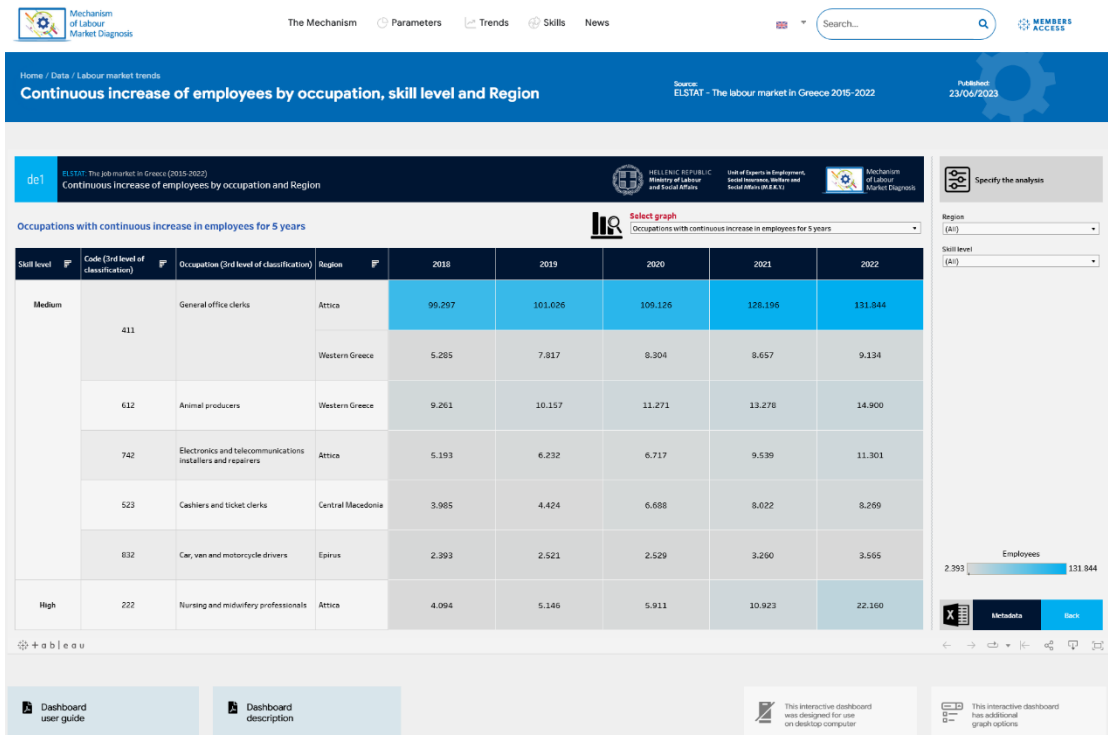 Mechanism
of Labour
Market Diagnosis
The Mechanism Parameters Trends Skills News
Search...
MEMBERS
ACCESS
Home / Data / Labour market trends
Continuous increase of employees by occupation, skill level and Region
Source:
ELSTAT - The labour market in Greece 2015-2022
Published:
23/06/2023
de1
ELSTAT: The job market in Greece (2015-2022)
Continuous increase of employees by occupation and Region
HELLENIC REPUBLIC
Ministry of Labour
and Social Affairs
Unit of Experts in Employment,
Social Insurance, Welfare and
Social Affairs (M.E.K.Y.)
Mechanism
of Labour
Market Diagnosis
Specify the analysis
Occupations with continuous increase in employees for 5 years
Select graph
Occupations with continuous increase in employees for 5 years
Region
(All)
Skill level
(All)
Skill level Code (3rd level of classification) Occupation (3rd level of classification) Region 2018 2019 2020 2021 2022
Medium 411 General office clerks Attica 99.297 101.026 109.126 128.196 131.844
Western Greece 5.285 7.817 8.304 8.657 9.134
612 Animal producers Western Greece 9.261 10.157 11.271 13.278 14.900
742 Electronics and telecommunications installers and repairers Attica 5.193 6.232 6.717 9.539 11.301
523 Cashiers and ticket clerks Central Macedonia 3.985 4.424 6.688 8.022 8.269
832 Car, van and motorcycle drivers Epirus 2.393 2.521 2.529 3.260 3.565
High 222 Nursing and midwifery professionals Attica 4.094 5.146 5.911 10.923 22.160
Employees
2.393 131.844
Metadata Back
+ableau
Dashboard
user guide
Dashboard
description
This interactive dashboard
was designed for use
on desktop computer
This interactive dashboard
has additional
graph options